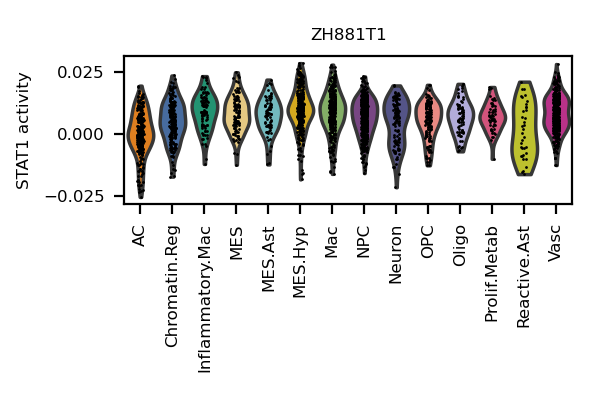 ZH881T1
STAT1 activity
0.025
0.000
−0.025
AC
Chromatin.Reg
Inflammatory.Mac
MES
MES.Ast
MES.Hyp
Mac
NPC
Neuron
OPC
Oligo
Prolif.Metab
Reactive.Ast
Vasc